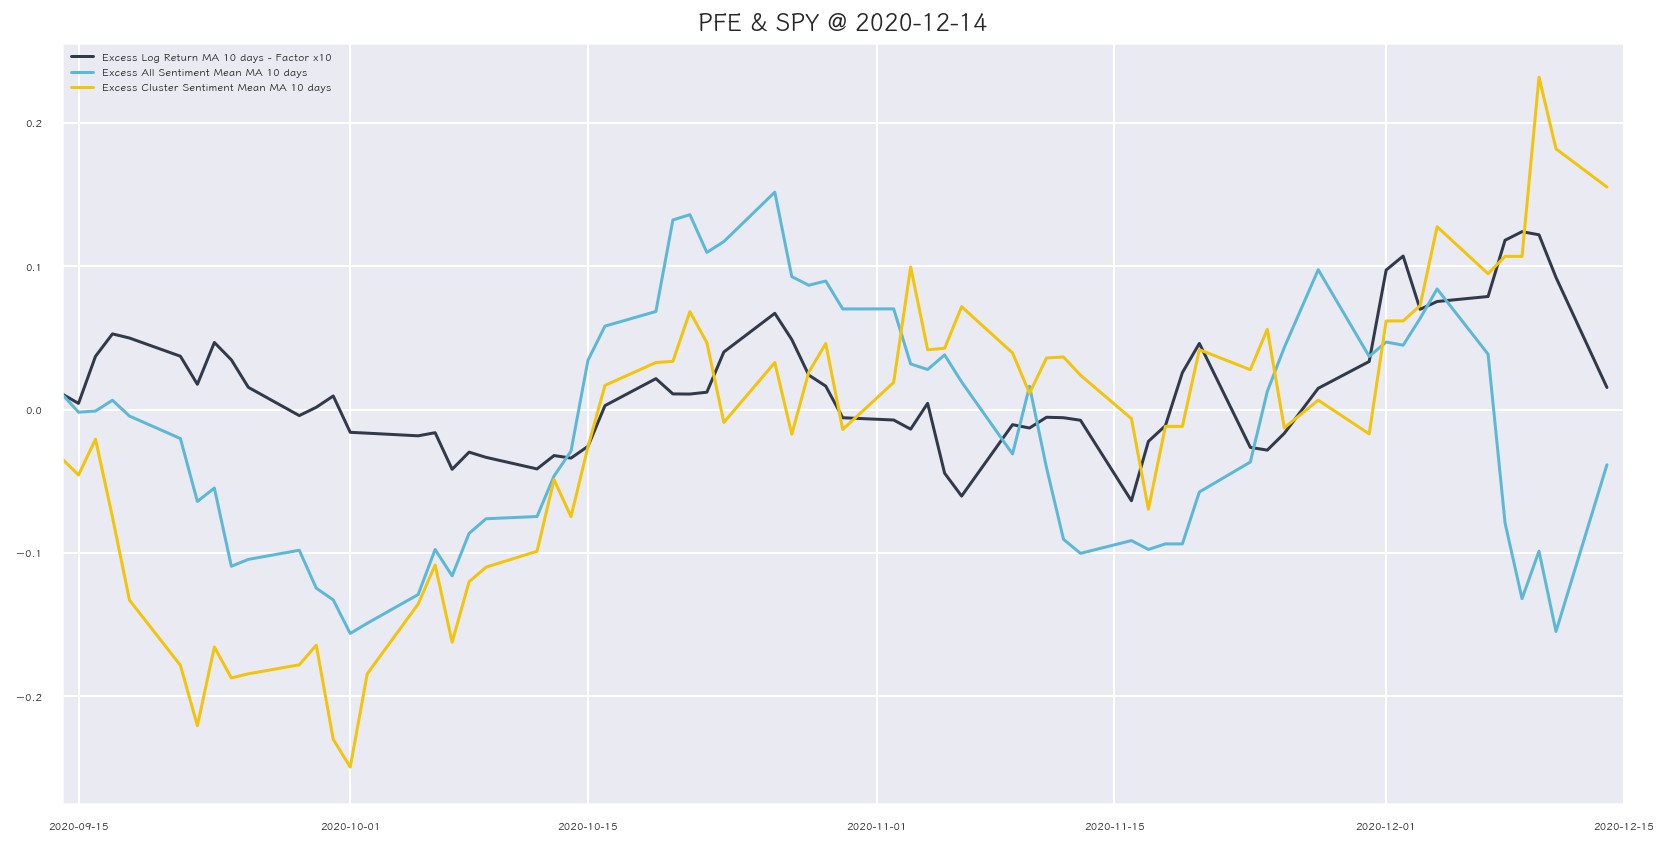 PFE & SPY @ 2020-12-14
Excess Log Return MA 10 days - Factor x10
Excess All Sentiment Mean MA 10 days
Excess Cluster Sentiment Mean MA 10 days
0.2
0.1
0.0
−0.1
−0.2
2020-09-15 2020-10-01 2020-10-15 2020-11-01 2020-11-15 2020-12-01 2020-12-15